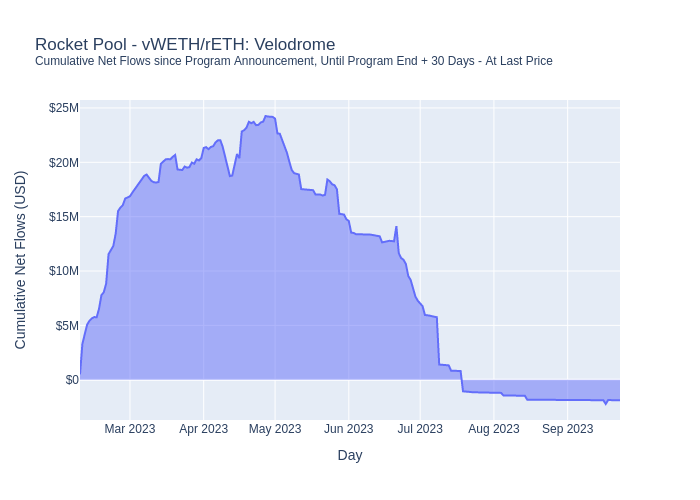 Rocket Pool - vWETH/rETH: Velodrome
Cumulative Net Flows since Program Announcement, Until Program End + 30 Days - At Last Price
Cumulative Net Flows (USD)
$25M
$20M
$15M
$10M
$5M
$0
Mar 2023
Apr 2023
May 2023
Jun 2023
Jul 2023
Aug 2023
Sep 2023
Day